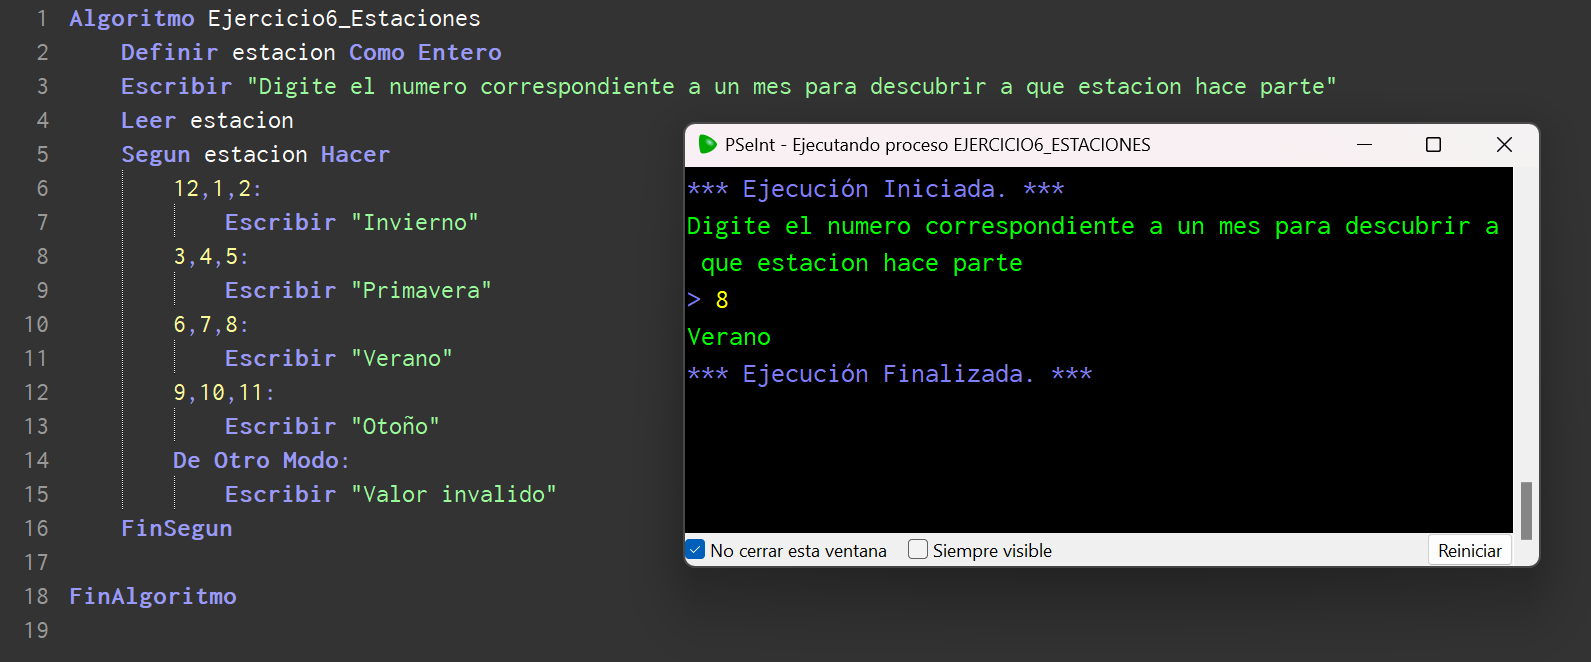 1 Algoritmo Ejercicio6_Estaciones
2 Definir estacion Como Entero
3 Escribir "Digite el numero correspondiente a un mes para descubrir a que estacion hace parte"
4 Leer estacion
5 Segun estacion Hacer
6 12,1,2:
7 Escribir "Invierno"
8 3,4,5:
9 Escribir "Primavera"
10 6,7,8:
11 Escribir "Verano"
12 9,10,11:
13 Escribir "Otoño"
14 De Otro Modo:
15 Escribir "Valor invalido"
16 FinSegun
17
18 FinAlgoritmo
19
PSeInt - Ejecutando proceso EJERCICIO6_ESTACIONES
*** Ejecución Iniciada. ***
Digite el numero correspondiente a un mes para descubrir a
que estacion hace parte
> 8
Verano
*** Ejecución Finalizada. ***
No cerrar esta ventana Siempre visible Reiniciar